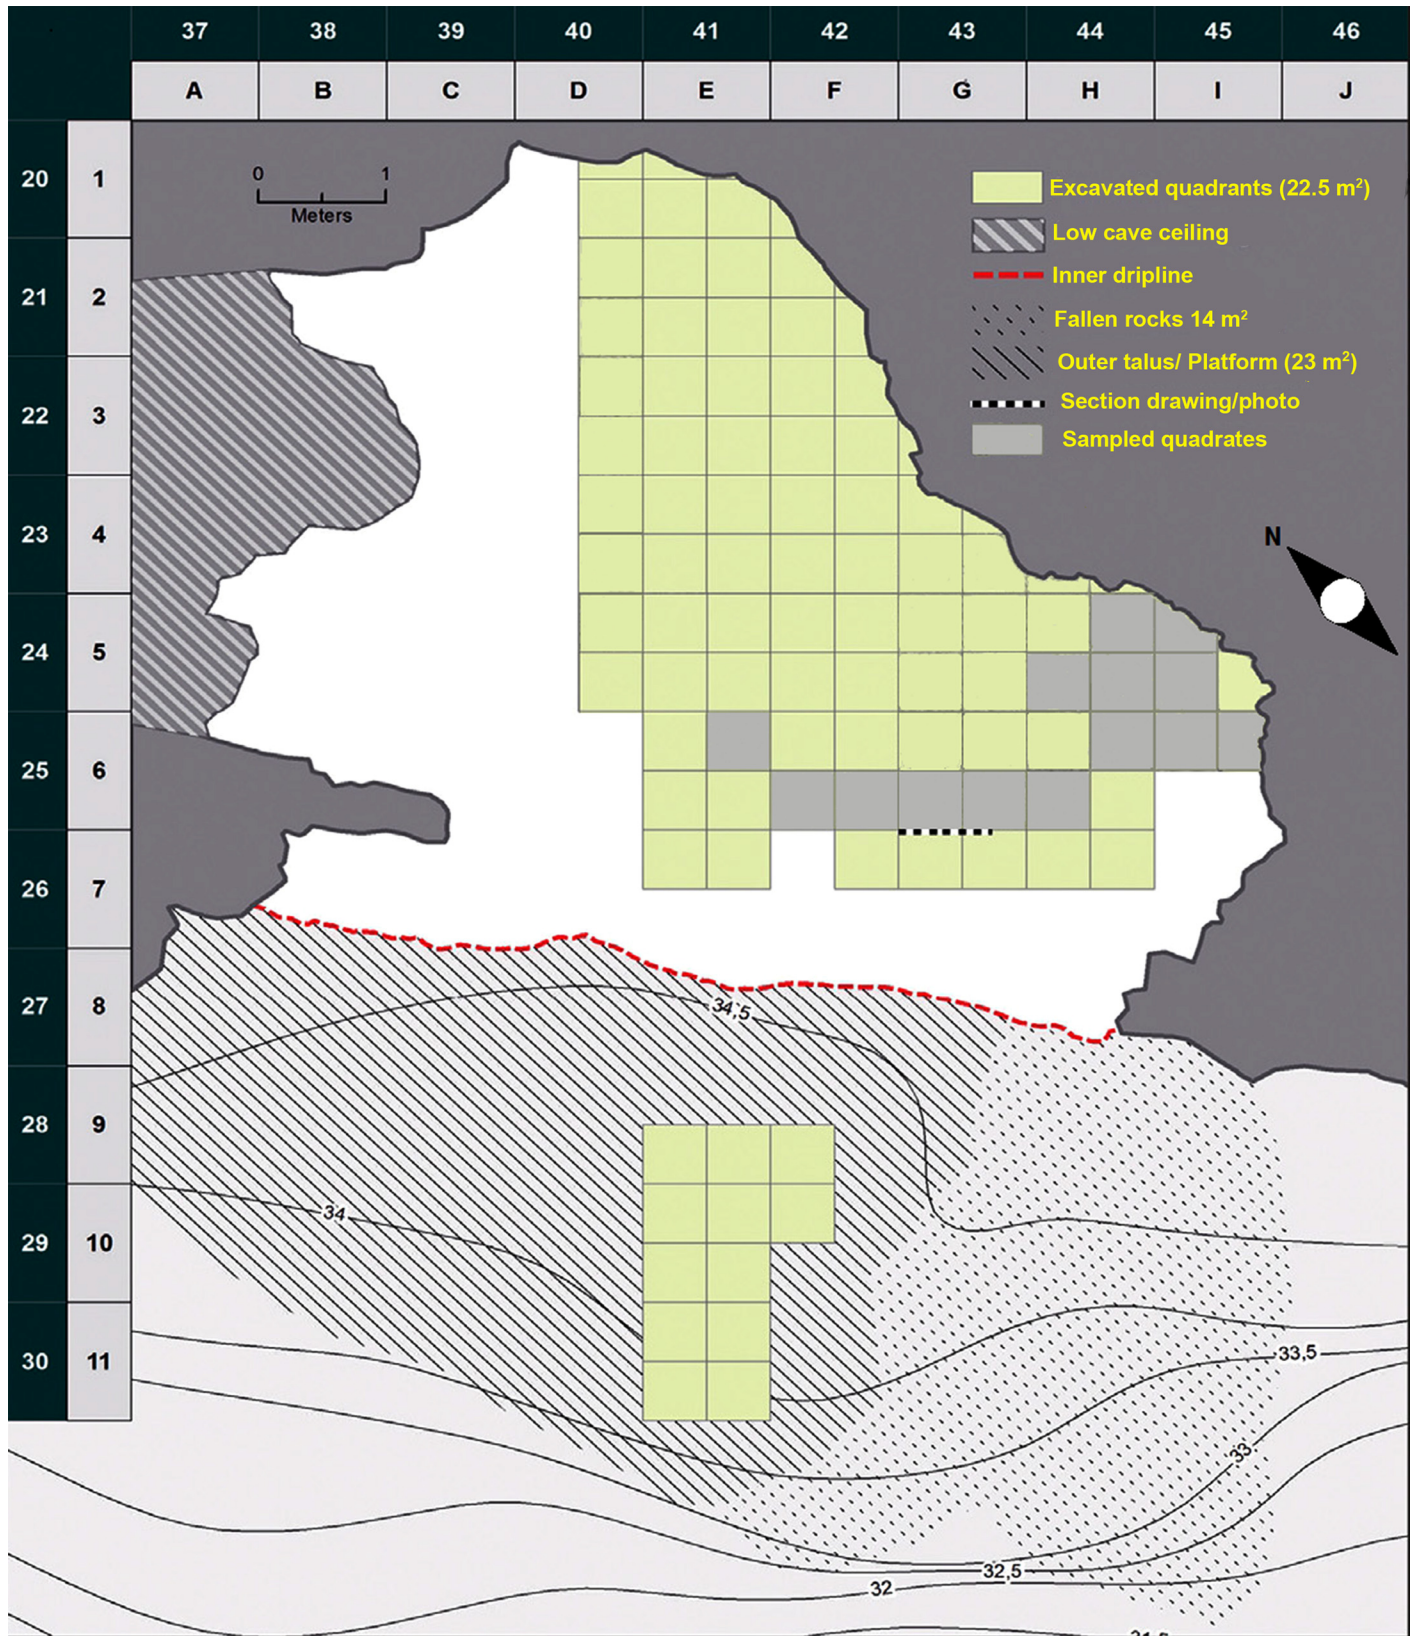 37 38 39 40 41 42 43 44 45 46
A B C D E F G H I J
20 1
21 2
22 3
23 4
24 5
25 6
26 7
27 8
28 9
29 10
30 11
0 1
Meters
Excavated quadrants (22.5 m²)
Low cave ceiling
Inner dripline
Fallen rocks 14 m²
Outer talus/ Platform (23 m²)
Section drawing/photo
Sampled quadrates
N
34,5
34
33,5
33
32,5
32